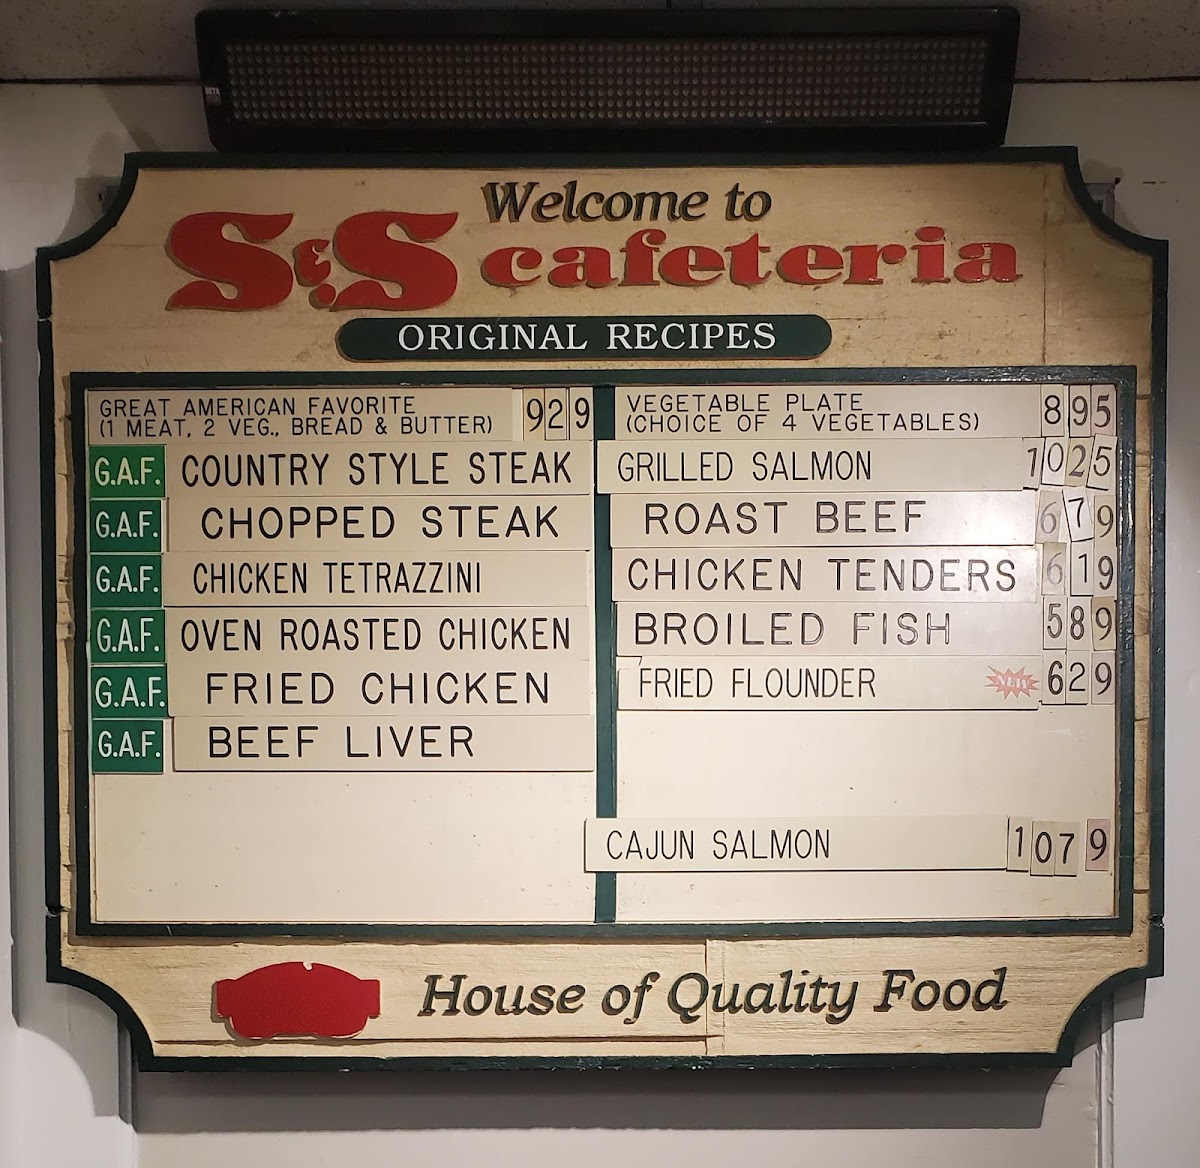 Welcome to
S&S cafeteria
ORIGINAL RECIPES
GREAT AMERICAN FAVORITE
(1 MEAT, 2 VEG., BREAD & BUTTER) 929
G.A.F. COUNTRY STYLE STEAK
G.A.F. CHOPPED STEAK
G.A.F. CHICKEN TETRAZZINI
G.A.F. OVEN ROASTED CHICKEN
G.A.F. FRIED CHICKEN
G.A.F. BEEF LIVER
VEGETABLE PLATE
(CHOICE OF 4 VEGETABLES) 895
GRILLED SALMON 1025
ROAST BEEF 679
CHICKEN TENDERS 619
BROILED FISH 589
FRIED FLOUNDER NEW 629
CAJUN SALMON 1079
House of Quality Food